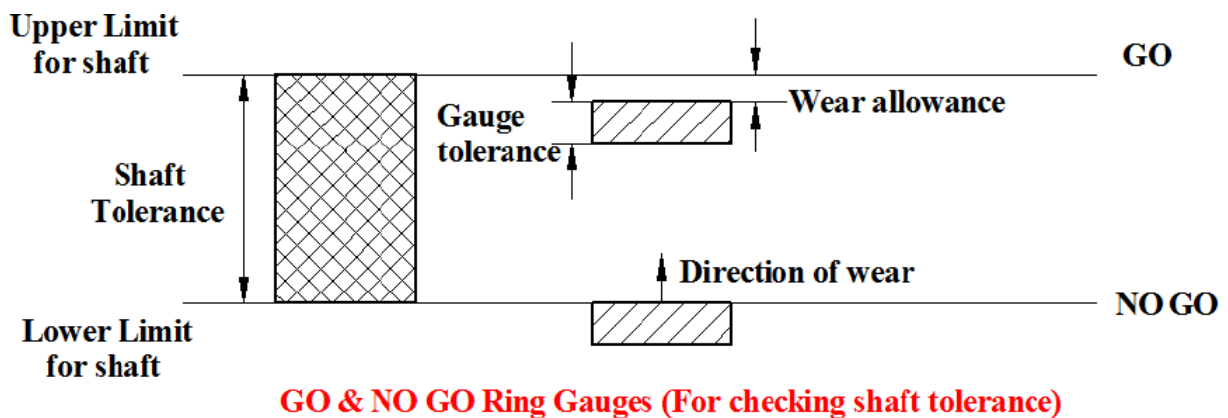 Upper Limit
for shaft
GO
Wear allowance
Gauge
tolerance
Shaft
Tolerance
Direction of wear
NO GO
Lower Limit
for shaft
GO & NO GO Ring Gauges (For checking shaft tolerance)